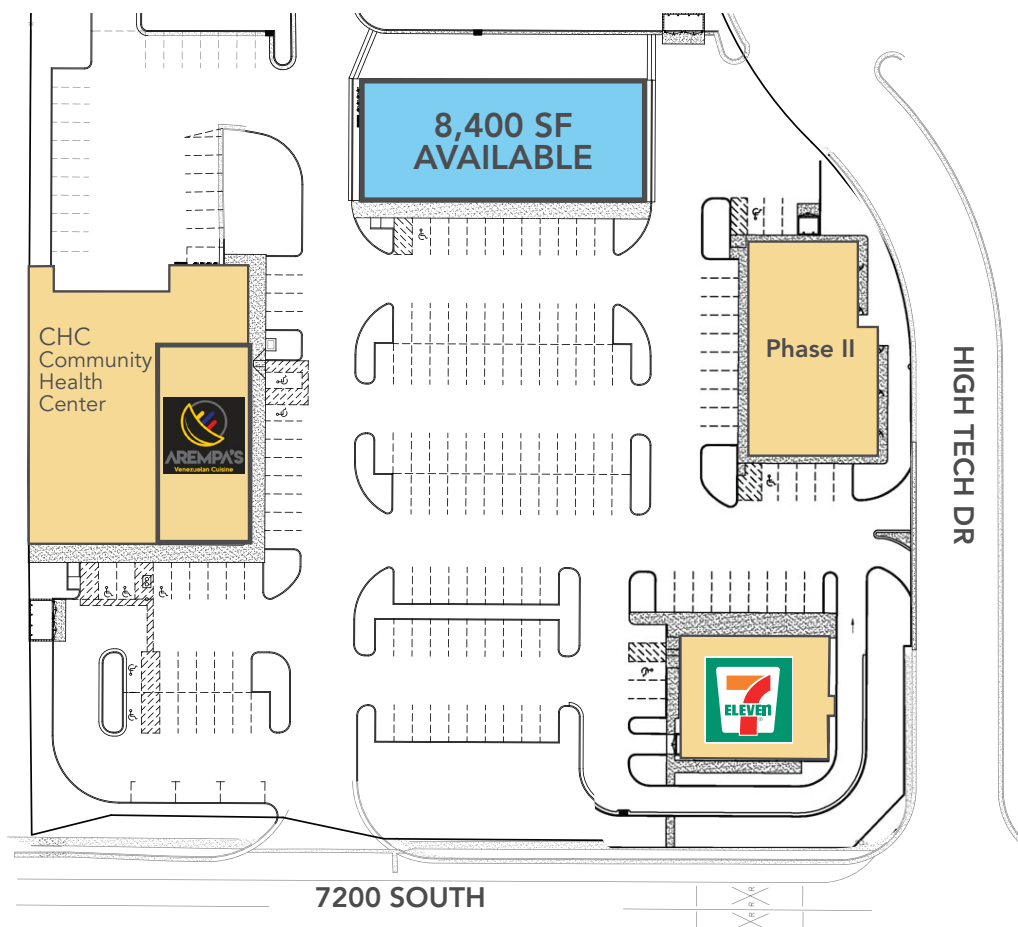 8,400 SF
AVAILABLE
CHC
Community
Health
Center
AREMPA'S
Venezuelan Cuisine
Phase II
HIGH TECH DR
7
ELEVEn
®
7200 SOUTH
R R
R R